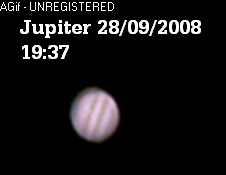 AGif - UNREGISTERED
Jupiter 28/09/2008
19:37